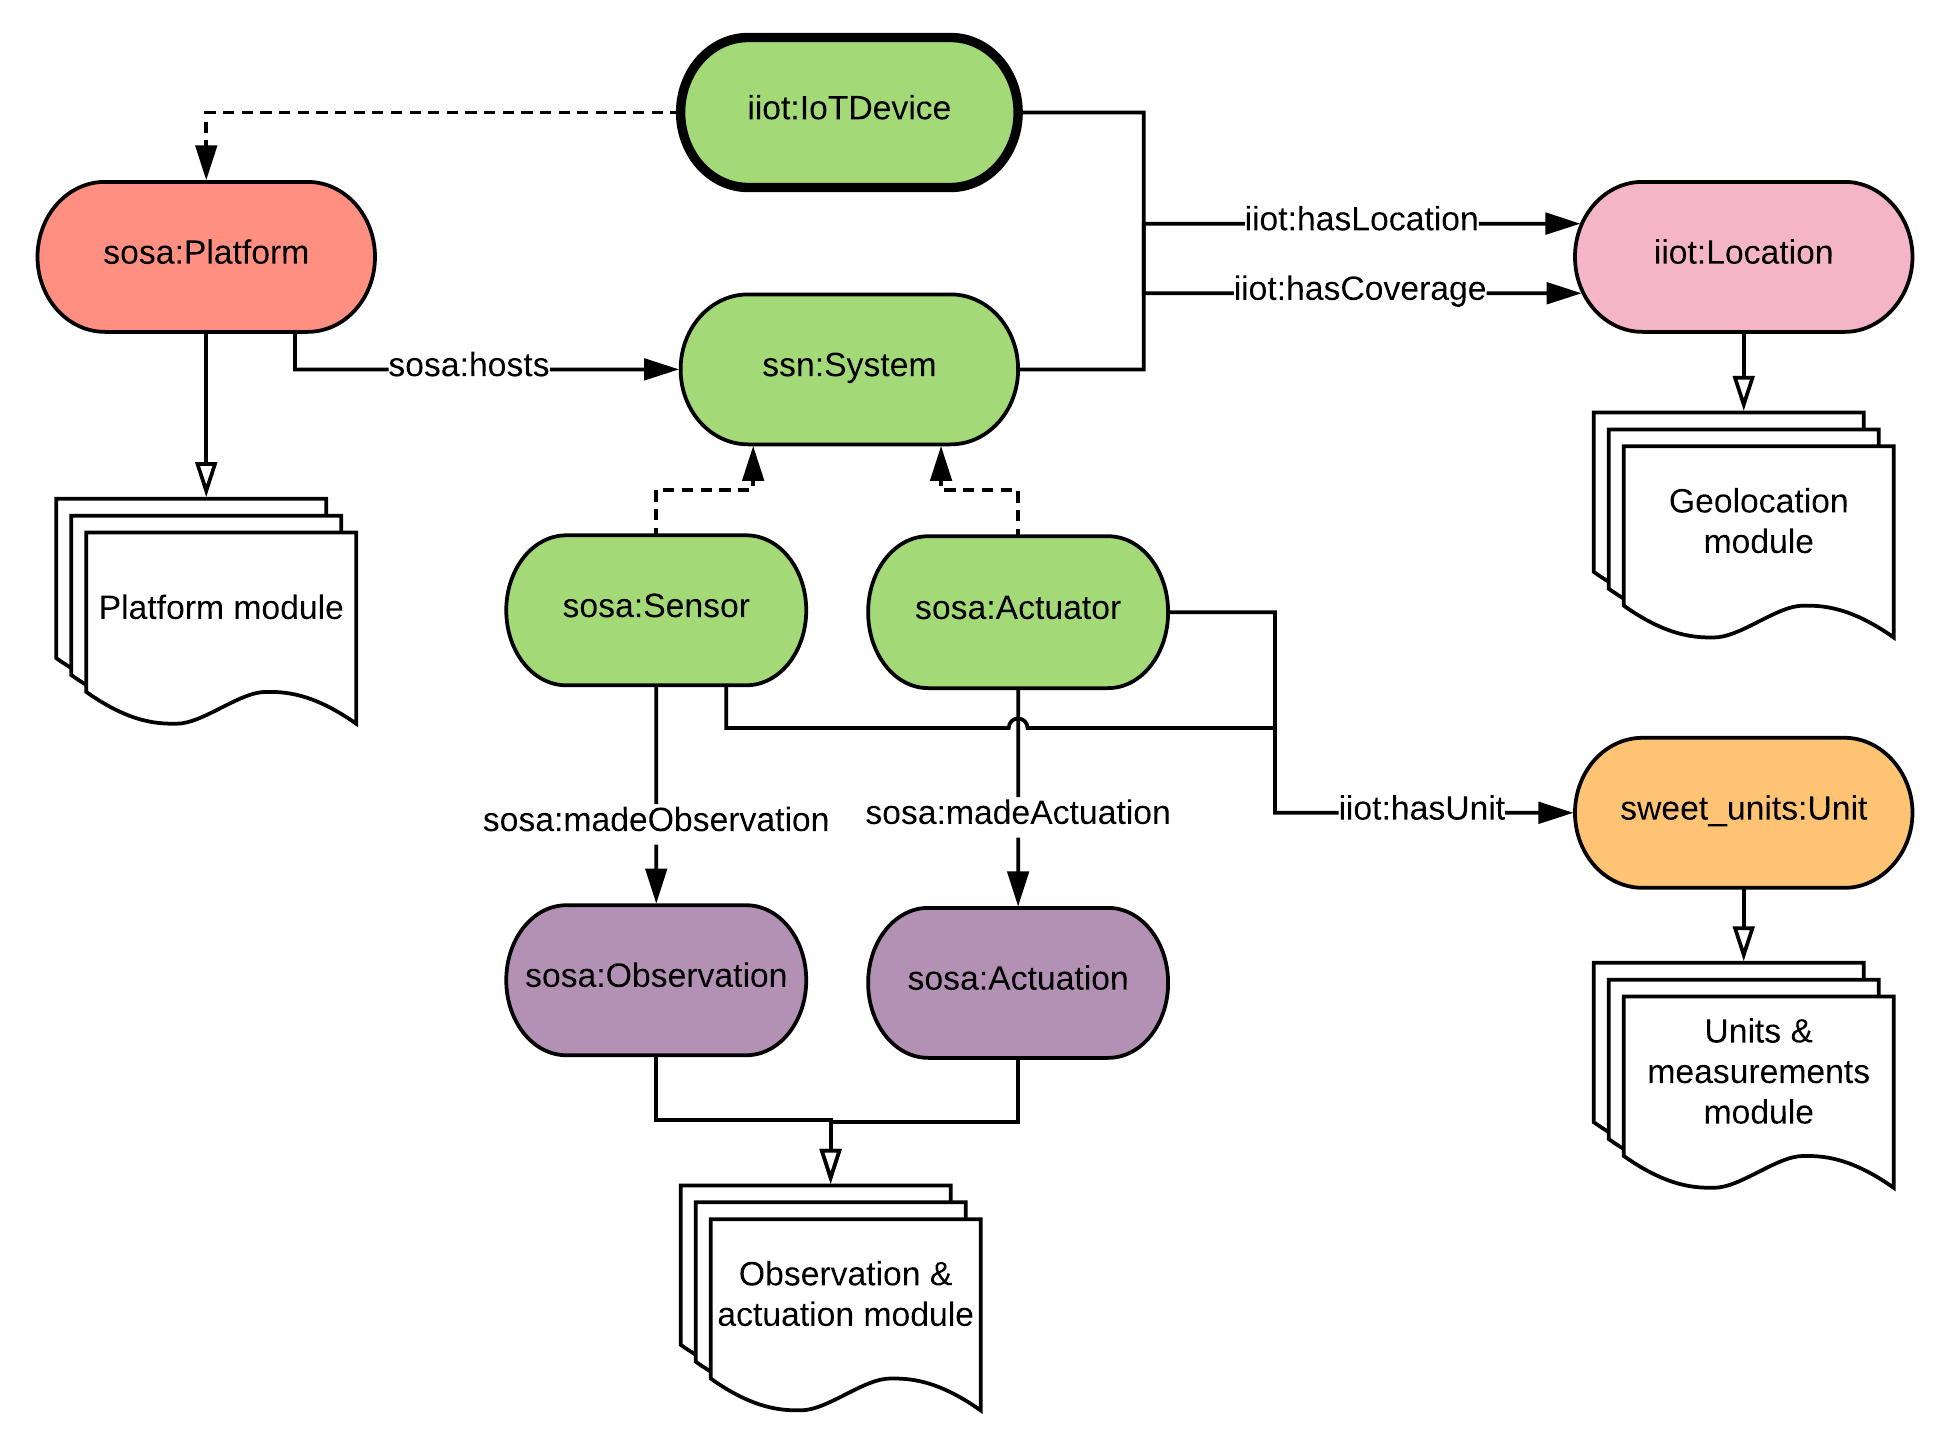 iiot:IoTDevice
sosa:Platform
iiot:hasLocation
iiot:Location
iiot:hasCoverage
sosa:hosts
ssn:System
Geolocation
module
Platform module
sosa:Sensor
sosa:Actuator
sosa:madeObservation
sosa:madeActuation
iiot:hasUnit
sweet_units:Unit
sosa:Observation
sosa:Actuation
Units &
measurements
module
Observation &
actuation module